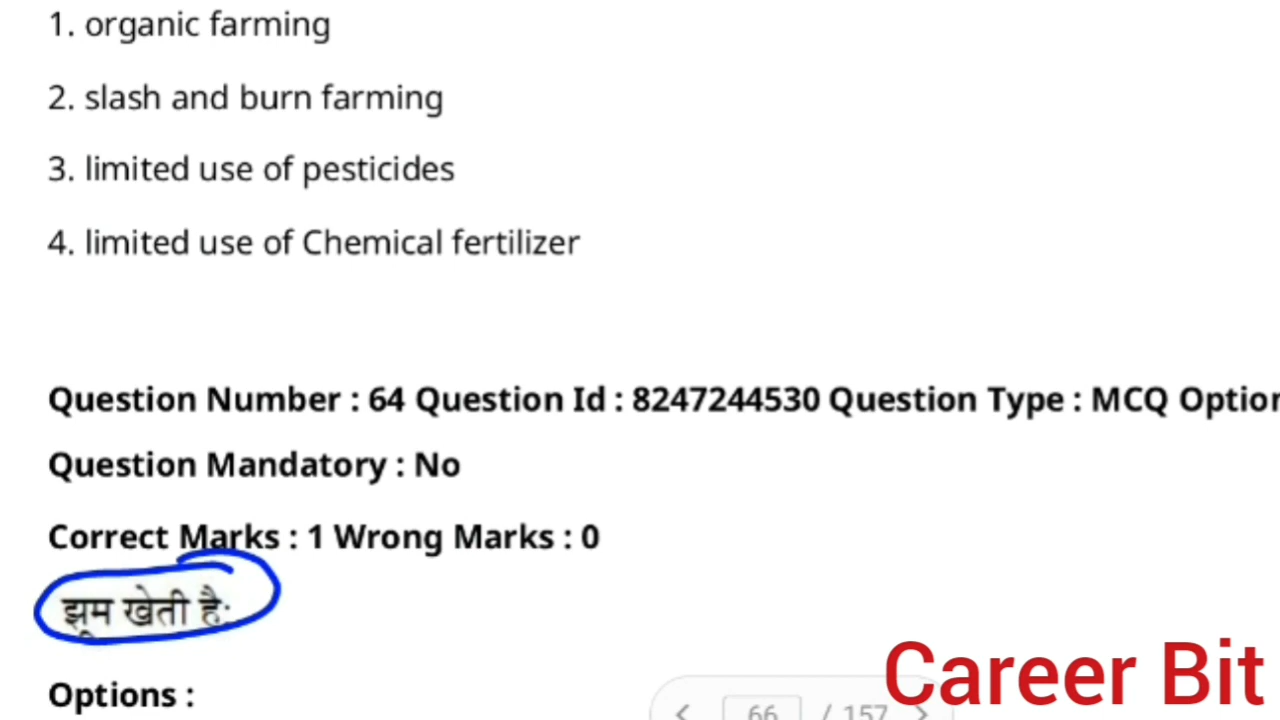 1. organic farming
2. slash and burn farming
3. limited use of pesticides
4. limited use of Chemical fertilizer
Question Number : 64 Question Id : 8247244530 Question Type : MCQ Option
Question Mandatory : No
Correct Marks : 1 Wrong Marks : 0
झूम खेती है:
Options :
< 66 / 157 >
Career Bit